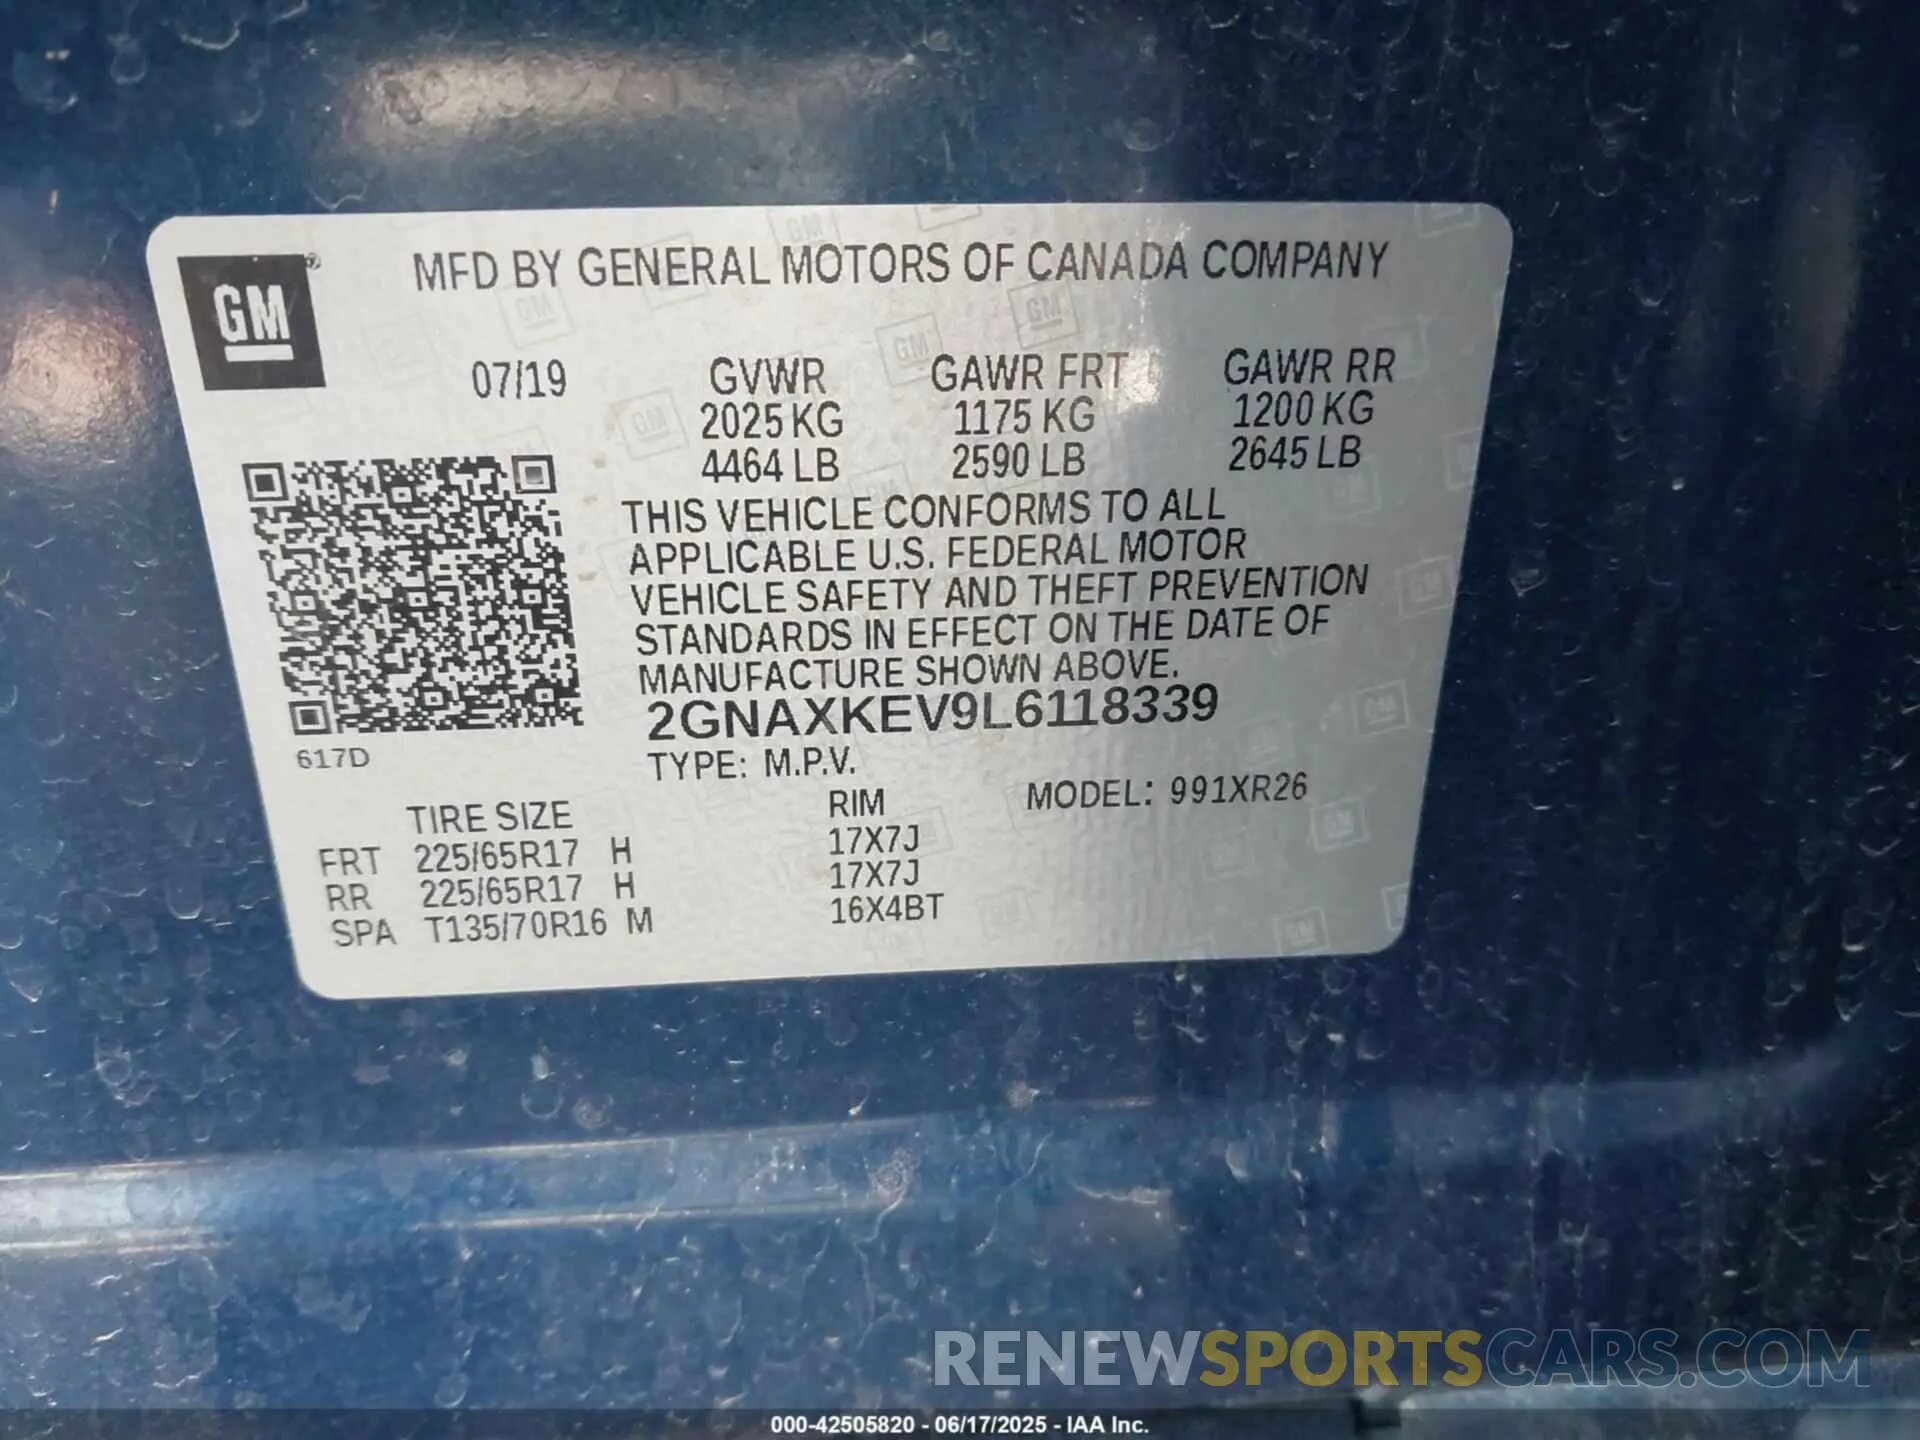 GM®
MFD BY GENERAL MOTORS OF CANADA COMPANY
07/19 GVWR GAWR FRT GAWR RR
2025 KG 1175 KG 1200 KG
4464 LB 2590 LB 2645 LB
THIS VEHICLE CONFORMS TO ALL
APPLICABLE U.S. FEDERAL MOTOR
VEHICLE SAFETY AND THEFT PREVENTION
STANDARDS IN EFFECT ON THE DATE OF
MANUFACTURE SHOWN ABOVE.
2GNAXKEV9L6118339
617D
TYPE: M.P.V.
TIRE SIZE RIM MODEL: 991XR26
FRT 225/65R17 H 17X7J
RR 225/65R17 H 17X7J
SPA T135/70R16 M 16X4BT
RENEWSPORTSCARS.COM
000-42505820 - 06/17/2025 - IAA Inc.